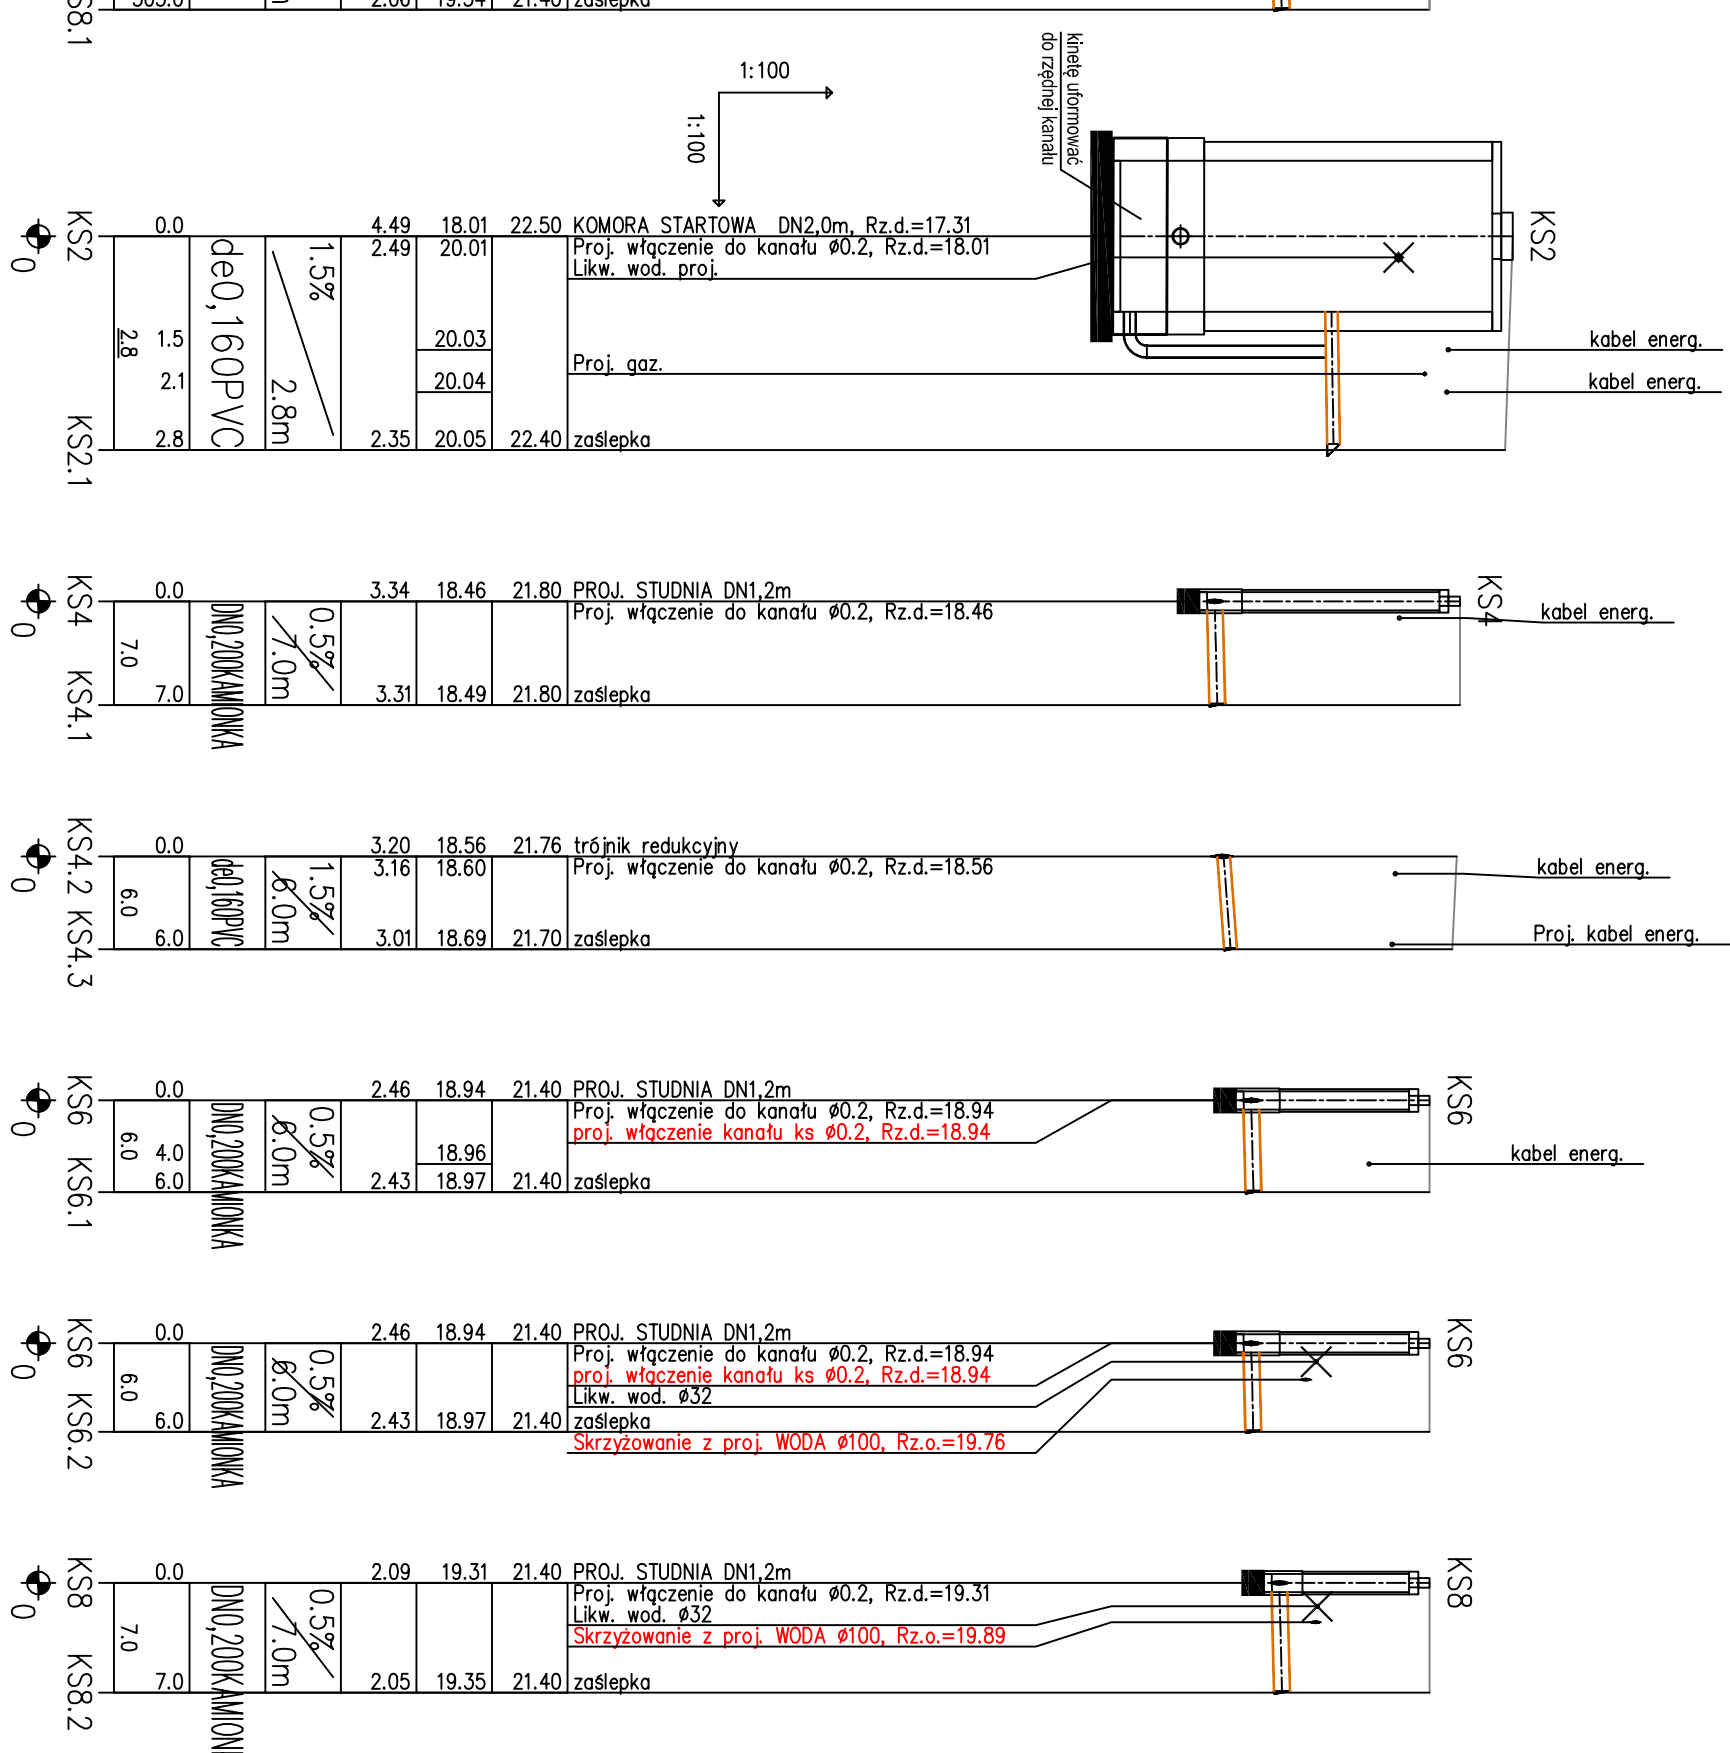 S8.1
2.06 19.34 21.40 zaślepka
kinetę uformować
do rzędnej kanału
1:100
1:100
KS2
KS2
0
0.0 4.49 18.01 22.50 KOMORA STARTOWA DN2,0m, Rz.d.=17.31
2.49 20.01 Proj. włączenie do kanału ø0.2, Rz.d.=18.01
Likw. wod. proj.
1.5%
2.8m
de0,160PVC
2.8
1.5 20.03
kabel energ.
Proj. gaz.
2.1 20.04
kabel energ.
KS2.1
2.8 2.35 20.05 22.40 zaślepka
KS4
KS4
0
0.0 3.34 18.46 21.80 PROJ. STUDNIA DN1,2m
Proj. włączenie do kanału ø0.2, Rz.d.=18.46
kabel energ.
0.5%
7.0m
DN0,200KAMIONKA
7.0
KS4.1
7.0 3.31 18.49 21.80 zaślepka
KS4.2
0
0.0 3.20 18.56 21.76 trójnik redukcyjny
3.16 18.60 Proj. włączenie do kanału ø0.2, Rz.d.=18.56
kabel energ.
1.5%
6.0m
de0,160PVC
6.0
Proj. kabel energ.
KS4.3
6.0 3.01 18.69 21.70 zaślepka
KS6
KS6
0
0.0 2.46 18.94 21.40 PROJ. STUDNIA DN1,2m
Proj. włączenie do kanału ø0.2, Rz.d.=18.94
proj. włączenie kanału ks ø0.2, Rz.d.=18.94
0.5%
6.0m
DN0,200KAMIONKA
6.0
4.0 18.96
kabel energ.
KS6.1
6.0 2.43 18.97 21.40 zaślepka
KS6
KS6
0
0.0 2.46 18.94 21.40 PROJ. STUDNIA DN1,2m
Proj. włączenie do kanału ø0.2, Rz.d.=18.94
proj. włączenie kanału ks ø0.2, Rz.d.=18.94
Likw. wod. ø32
0.5%
6.0m
DN0,200KAMIONKA
6.0
KS6.2
6.0 2.43 18.97 21.40 zaślepka
Skrzyżowanie z proj. WODA ø100, Rz.o.=19.76
KS8
KS8
0
0.0 2.09 19.31 21.40 PROJ. STUDNIA DN1,2m
Proj. włączenie do kanału ø0.2, Rz.d.=19.31
Likw. wod. ø32
Skrzyżowanie z proj. WODA ø100, Rz.o.=19.89
0.5%
7.0m
DN0,200KAMION
7.0
KS8.2
7.0 2.05 19.35 21.40 zaślepka